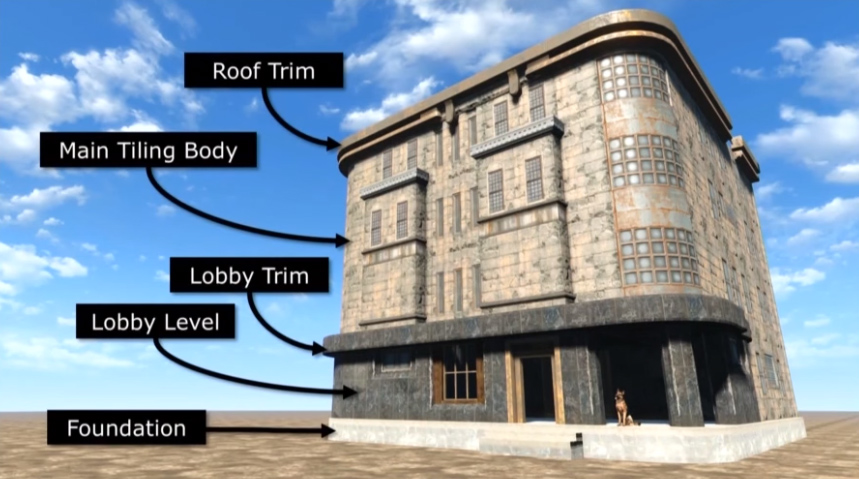 Roof Trim
Main Tiling Body
Lobby Trim
Lobby Level
Foundation